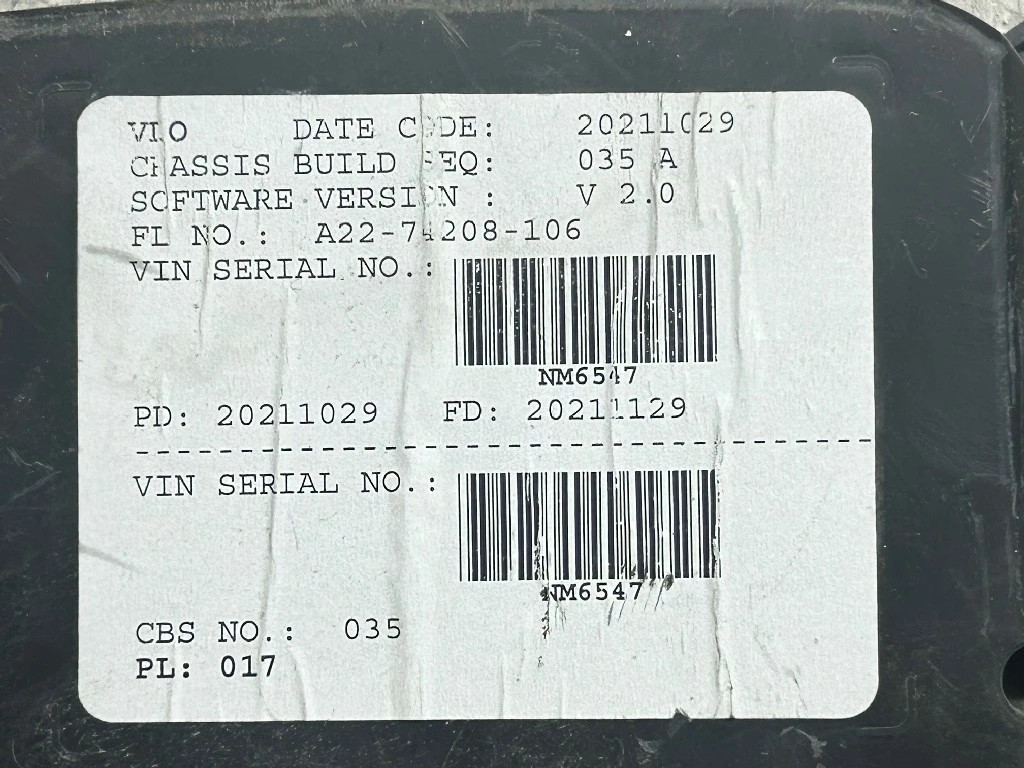 VDO DATE CODE: 20211029
CHASSIS BUILD SEQ: 035 A
SOFTWARE VERSION : V 2.0
FL NO.: A22-74208-106
VIN SERIAL NO.:
NM6547
PD: 20211029 FD: 20211129
VIN SERIAL NO.:
NM6547
CBS NO.: 035
PL: 017